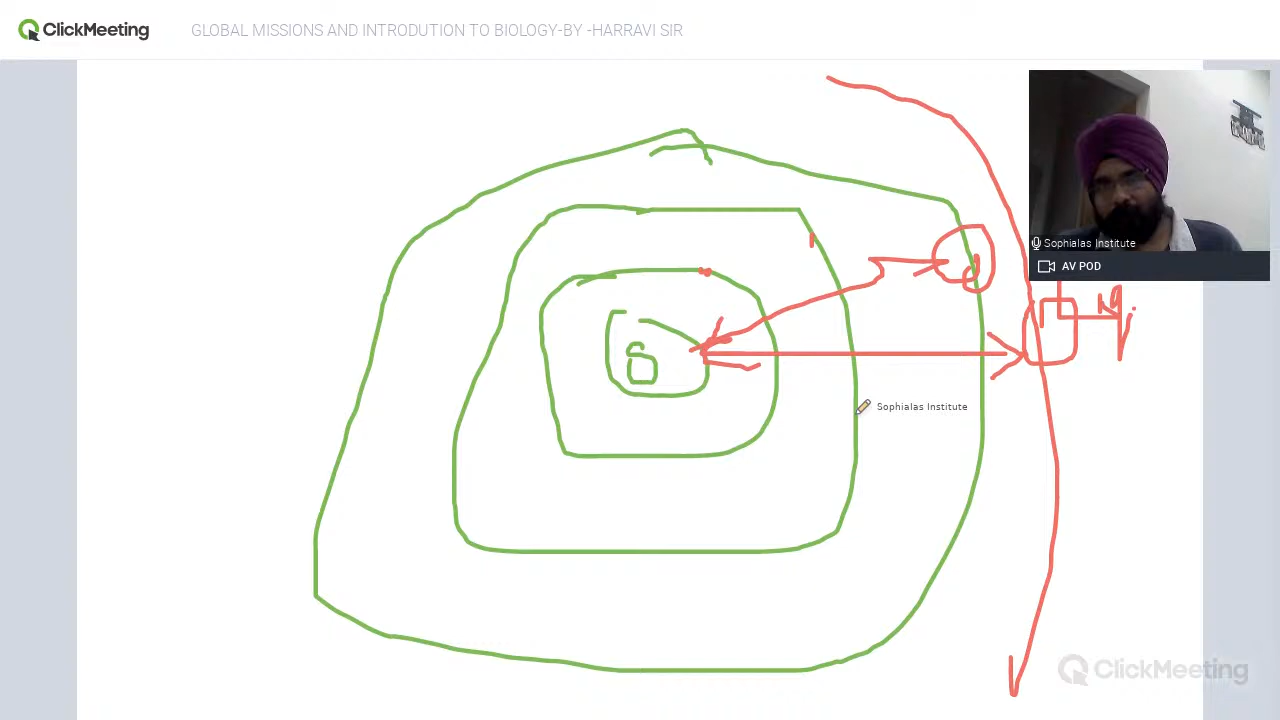 ClickMeeting
GLOBAL MISSIONS AND INTRODUTION TO BIOLOGY-BY -HARRAVI SIR
Sophialas Institute
AV POD
Sophialas Institute
ClickMeeting